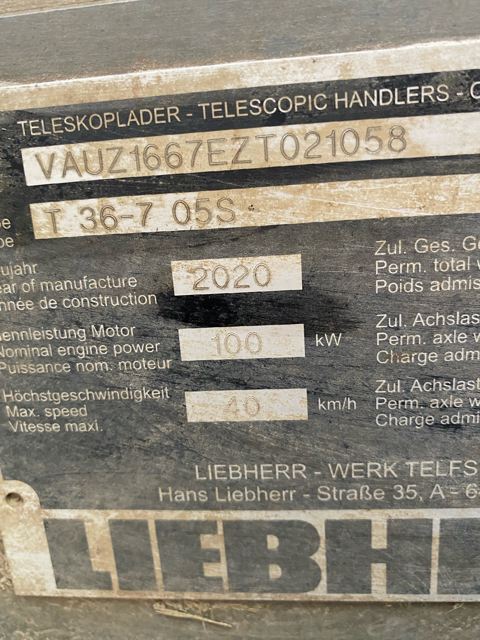 TELESKOPLADER - TELESCOPIC HANDLERS - C
VAUZ1667EZT021058
T 36-7 05S
2020
ujahr
ear of manufacture
nnée de construction
Zul. Ges. Ge
Perm. total w
Poids admis
ennleistung Motor
Nominal engine power
Puissance nom. moteur
100 kW
Zul. Achslas
Perm. axle w
Charge adm
Höchstgeschwindigkeit
Max. speed
Vitesse maxi.
40 km/h
Zul. Achslast
Perm. axle w
Charge admi
LIEBHERR - WERK TELFS
Hans Liebherr - Straße 35, A - 6
LIEBH